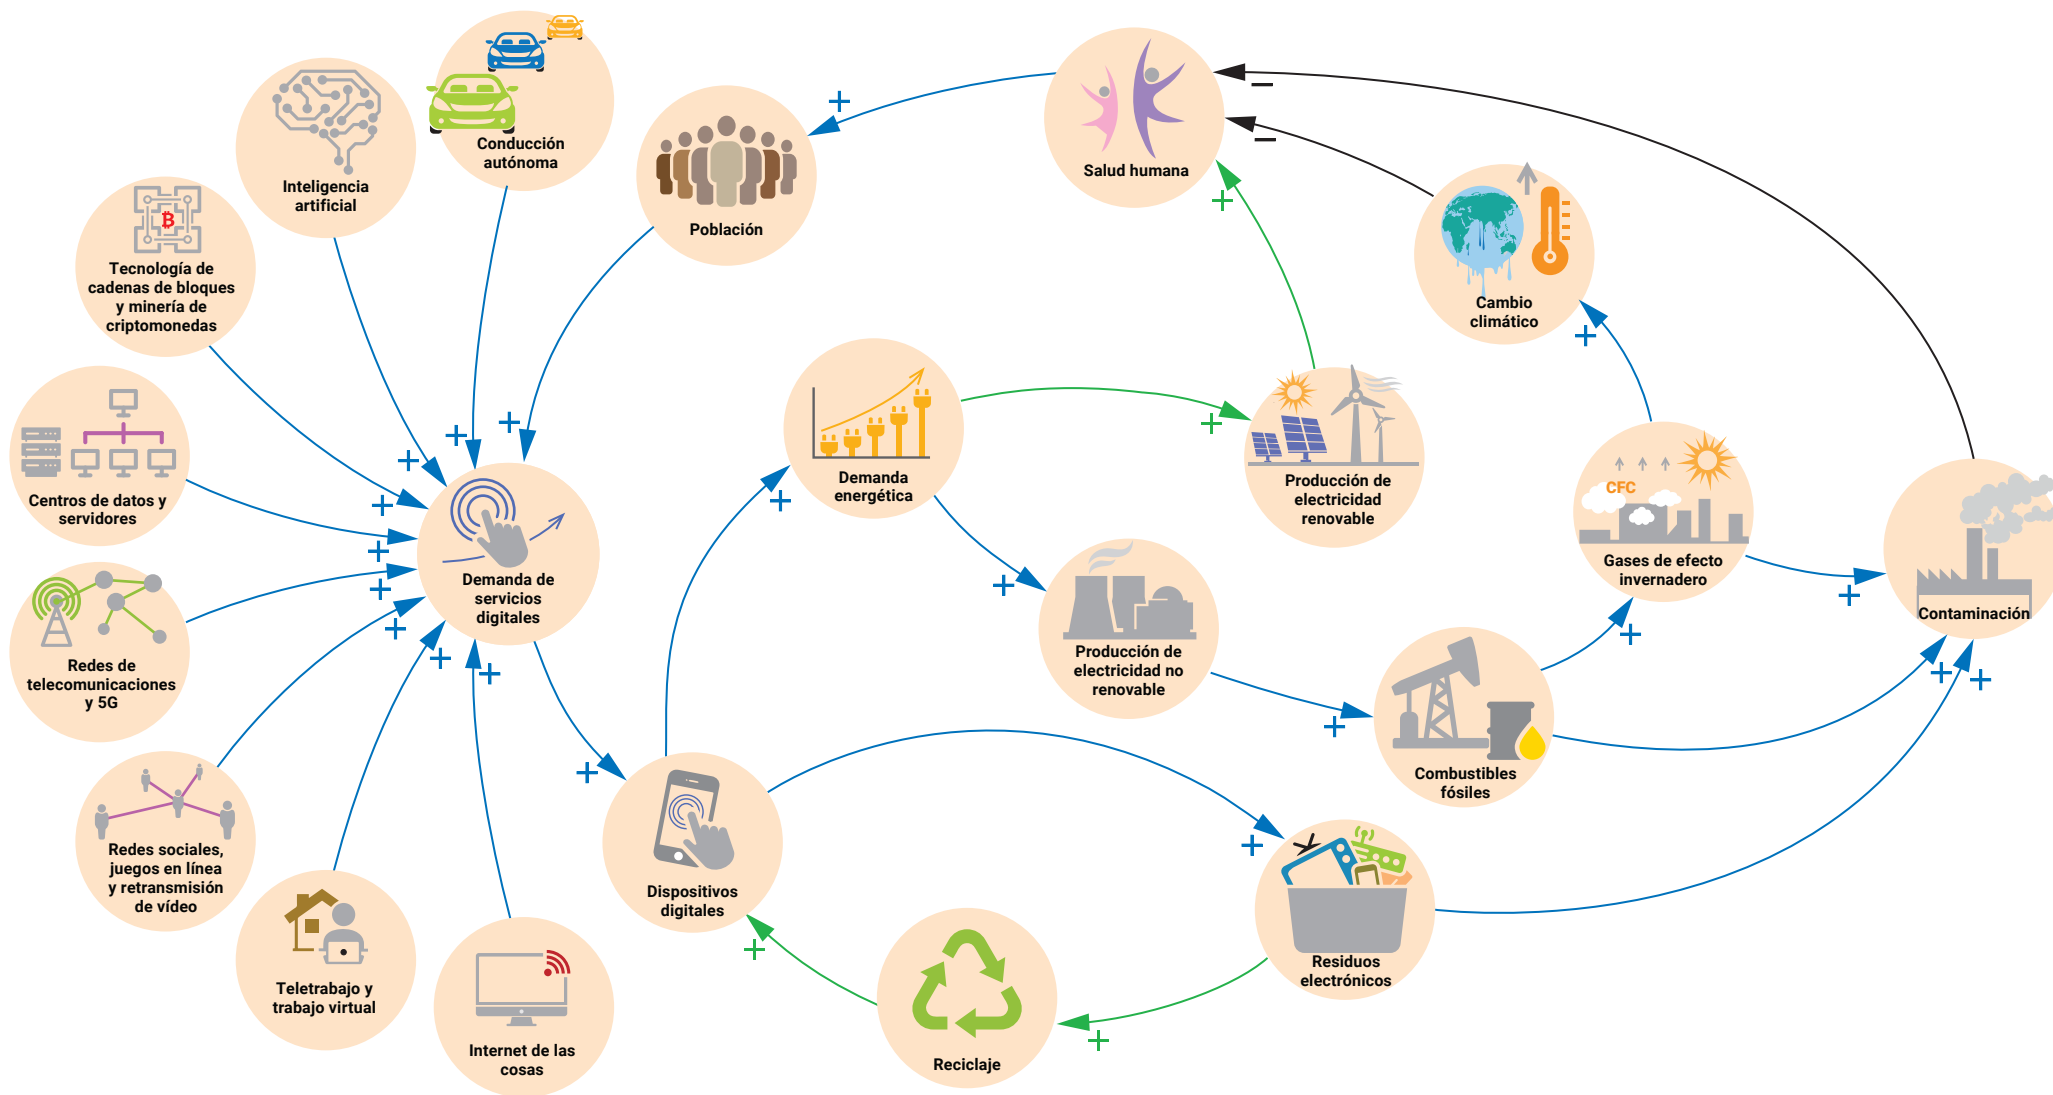 Conducción
autónoma
Inteligencia
artificial
Tecnología de
cadenas de bloques
y minería de
criptomonedas
Centros de datos y
servidores
Redes de
telecomunicaciones
y 5G
Redes sociales,
juegos en línea
y retransmisión
de vídeo
Teletrabajo y
trabajo virtual
Internet de las
cosas
Demanda de
servicios
digitales
Población
Salud humana
Cambio
climático
Demanda
energética
Producción de
electricidad
renovable
Producción de
electricidad no
renovable
CFC
Gases de efecto
invernadero
Contaminación
Combustibles
fósiles
Dispositivos
digitales
Residuos
electrónicos
Reciclaje